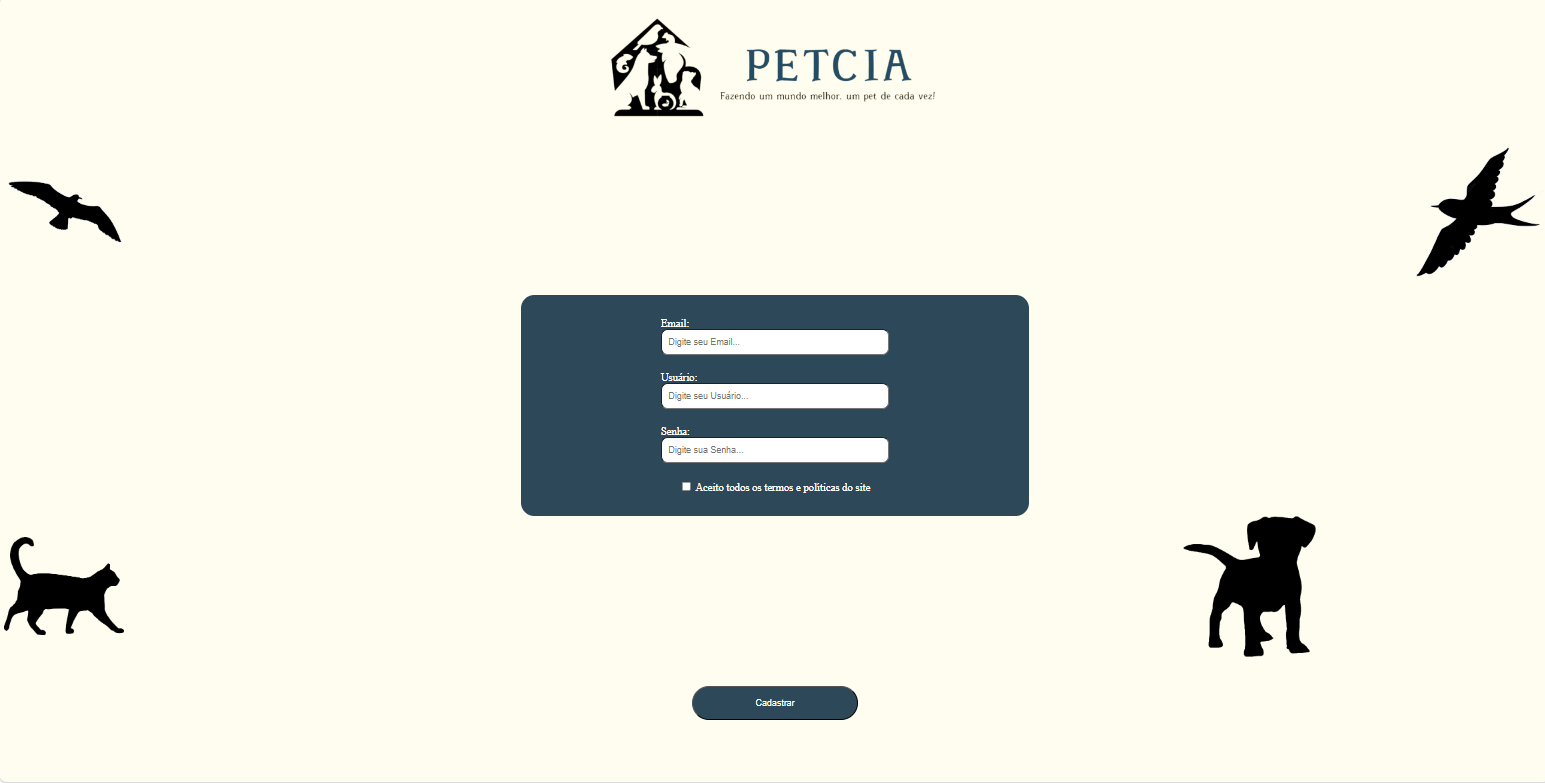 PETCIA
Fazendo um mundo melhor, um pet de cada vez!
Email:
Digite seu Email...
Usuário:
Digite seu Usuário...
Senha:
Digite sua Senha...
Aceito todos os termos e políticas do site
Cadastrar